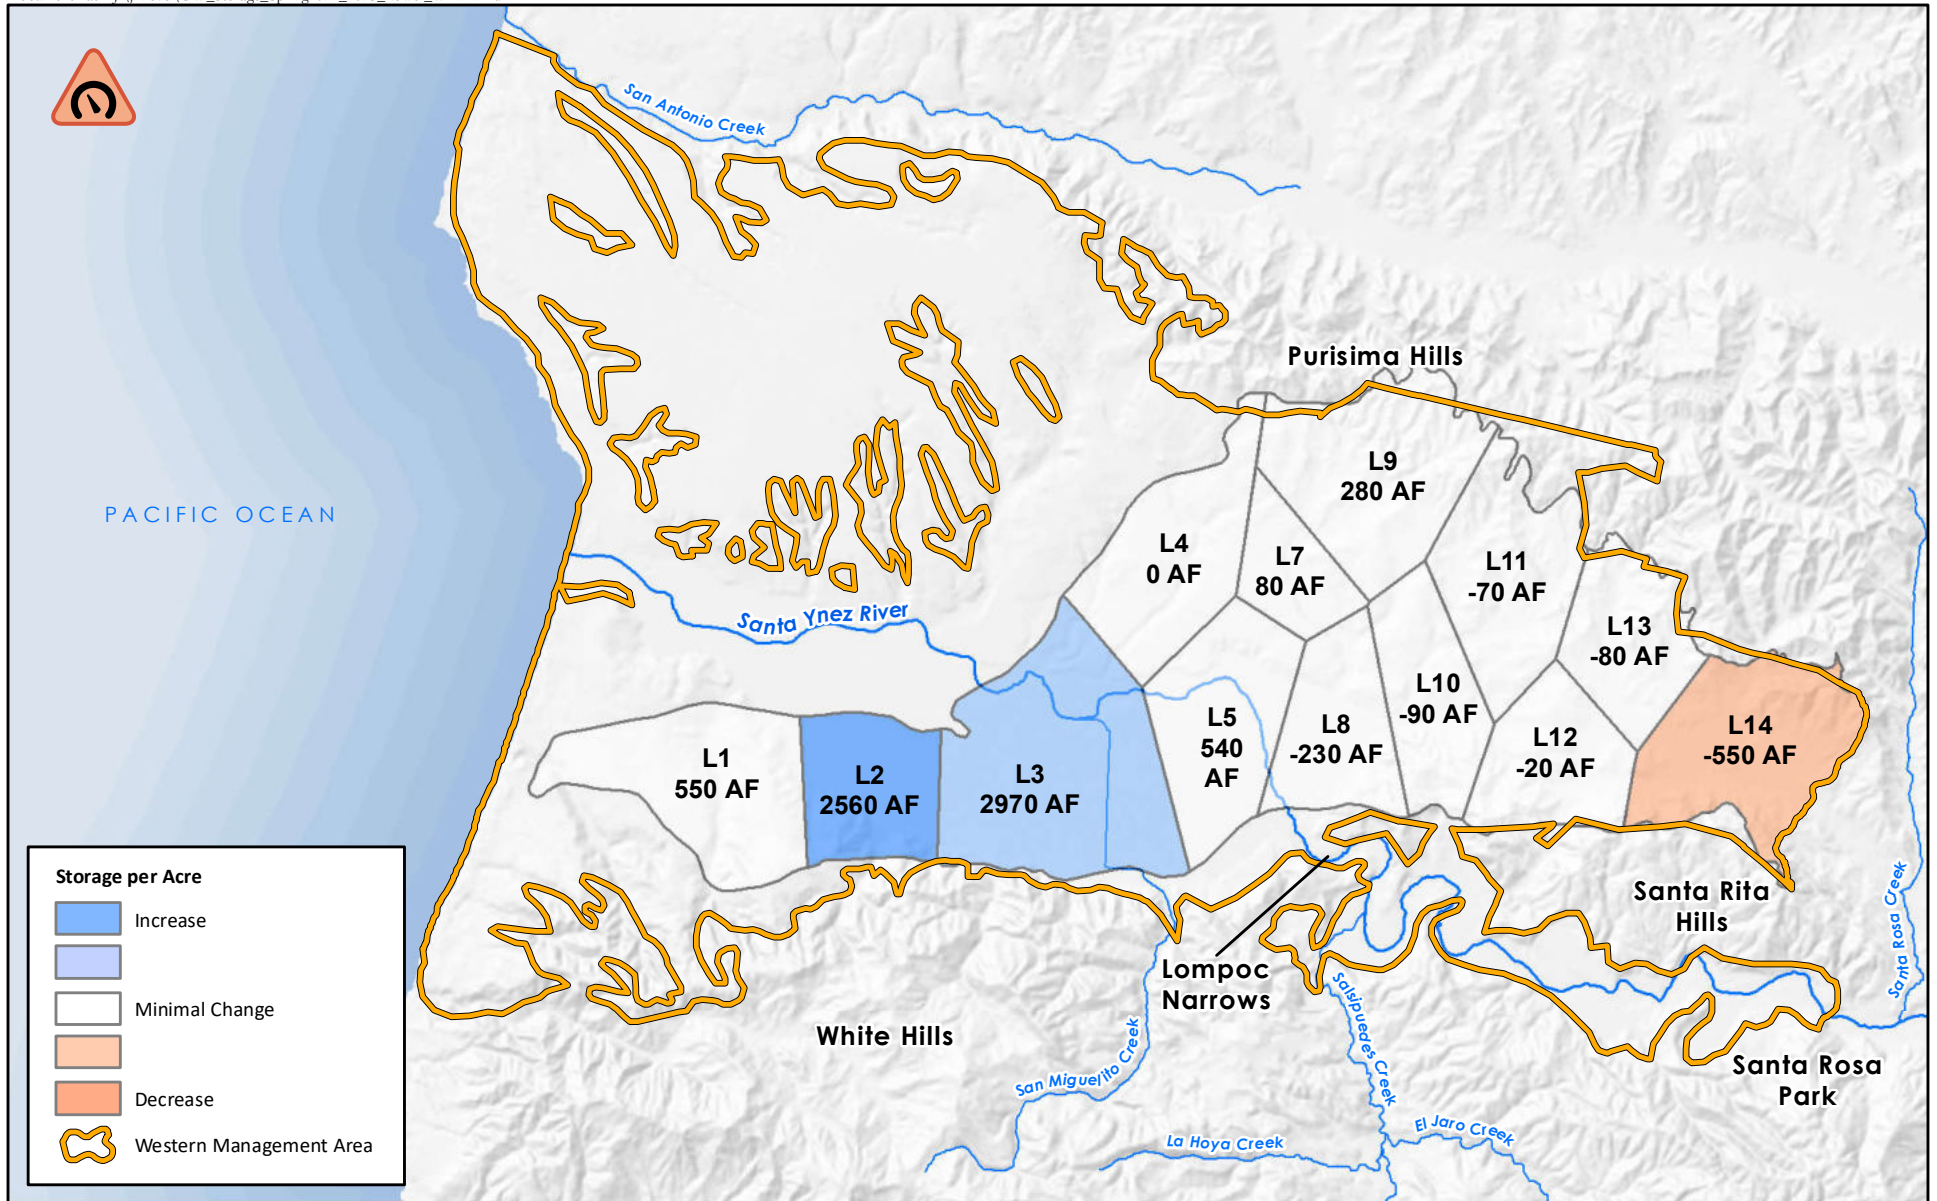 San Antonio Creek
Purisima Hills
L9
280 AF
PACIFIC OCEAN
L4
0 AF
L7
80 AF
L11
-70 AF
Santa Ynez River
L13
-80 AF
L10
-90 AF
L5
540
AF
L8
-230 AF
L14
-550 AF
L12
-20 AF
L1
550 AF
L2
2560 AF
L3
2970 AF
Storage per Acre
Increase
Minimal Change
Decrease
Western Management Area
Santa Rita
Hills
Santa Rosa Creek
Lompoc
Narrows
Salsipuedes Creek
White Hills
San Miguelito Creek
Santa Rosa
Park
La Hoya Creek
El Jaro Creek